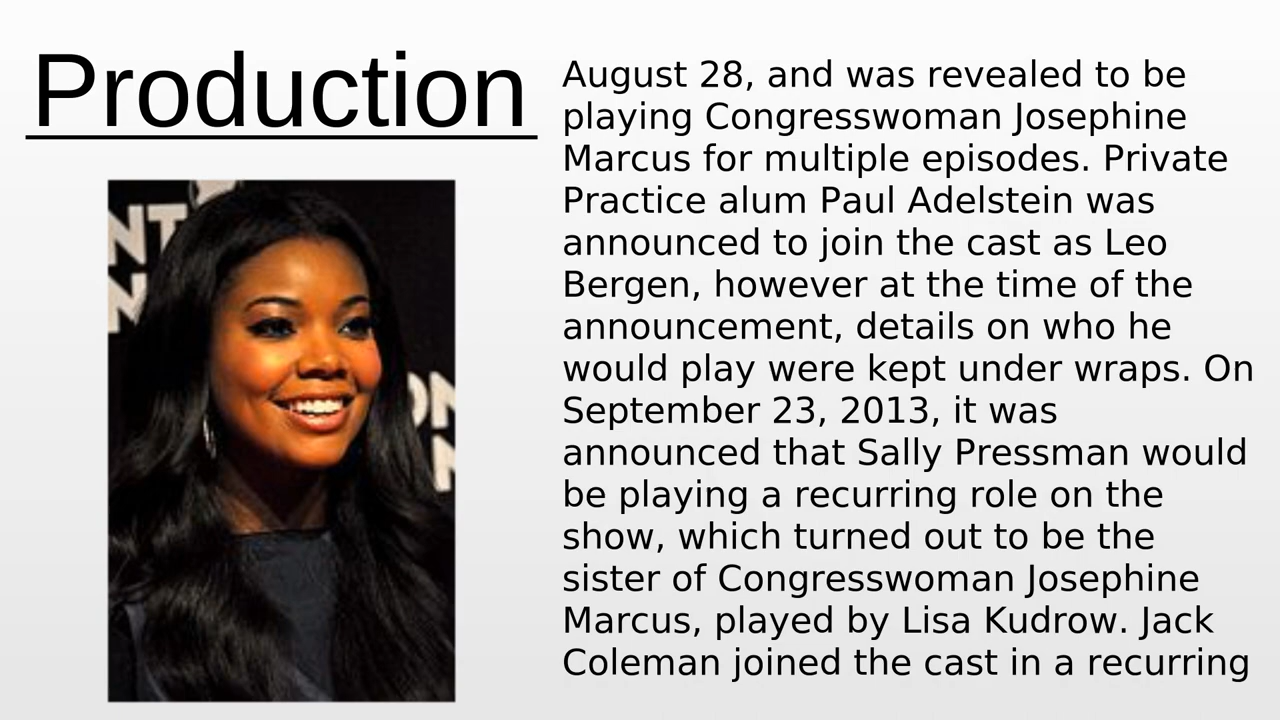 Production
August 28, and was revealed to be
playing Congresswoman Josephine
Marcus for multiple episodes. Private
Practice alum Paul Adelstein was
announced to join the cast as Leo
Bergen, however at the time of the
announcement, details on who he
would play were kept under wraps. On
September 23, 2013, it was
announced that Sally Pressman would
be playing a recurring role on the
show, which turned out to be the
sister of Congresswoman Josephine
Marcus, played by Lisa Kudrow. Jack
Coleman joined the cast in a recurring